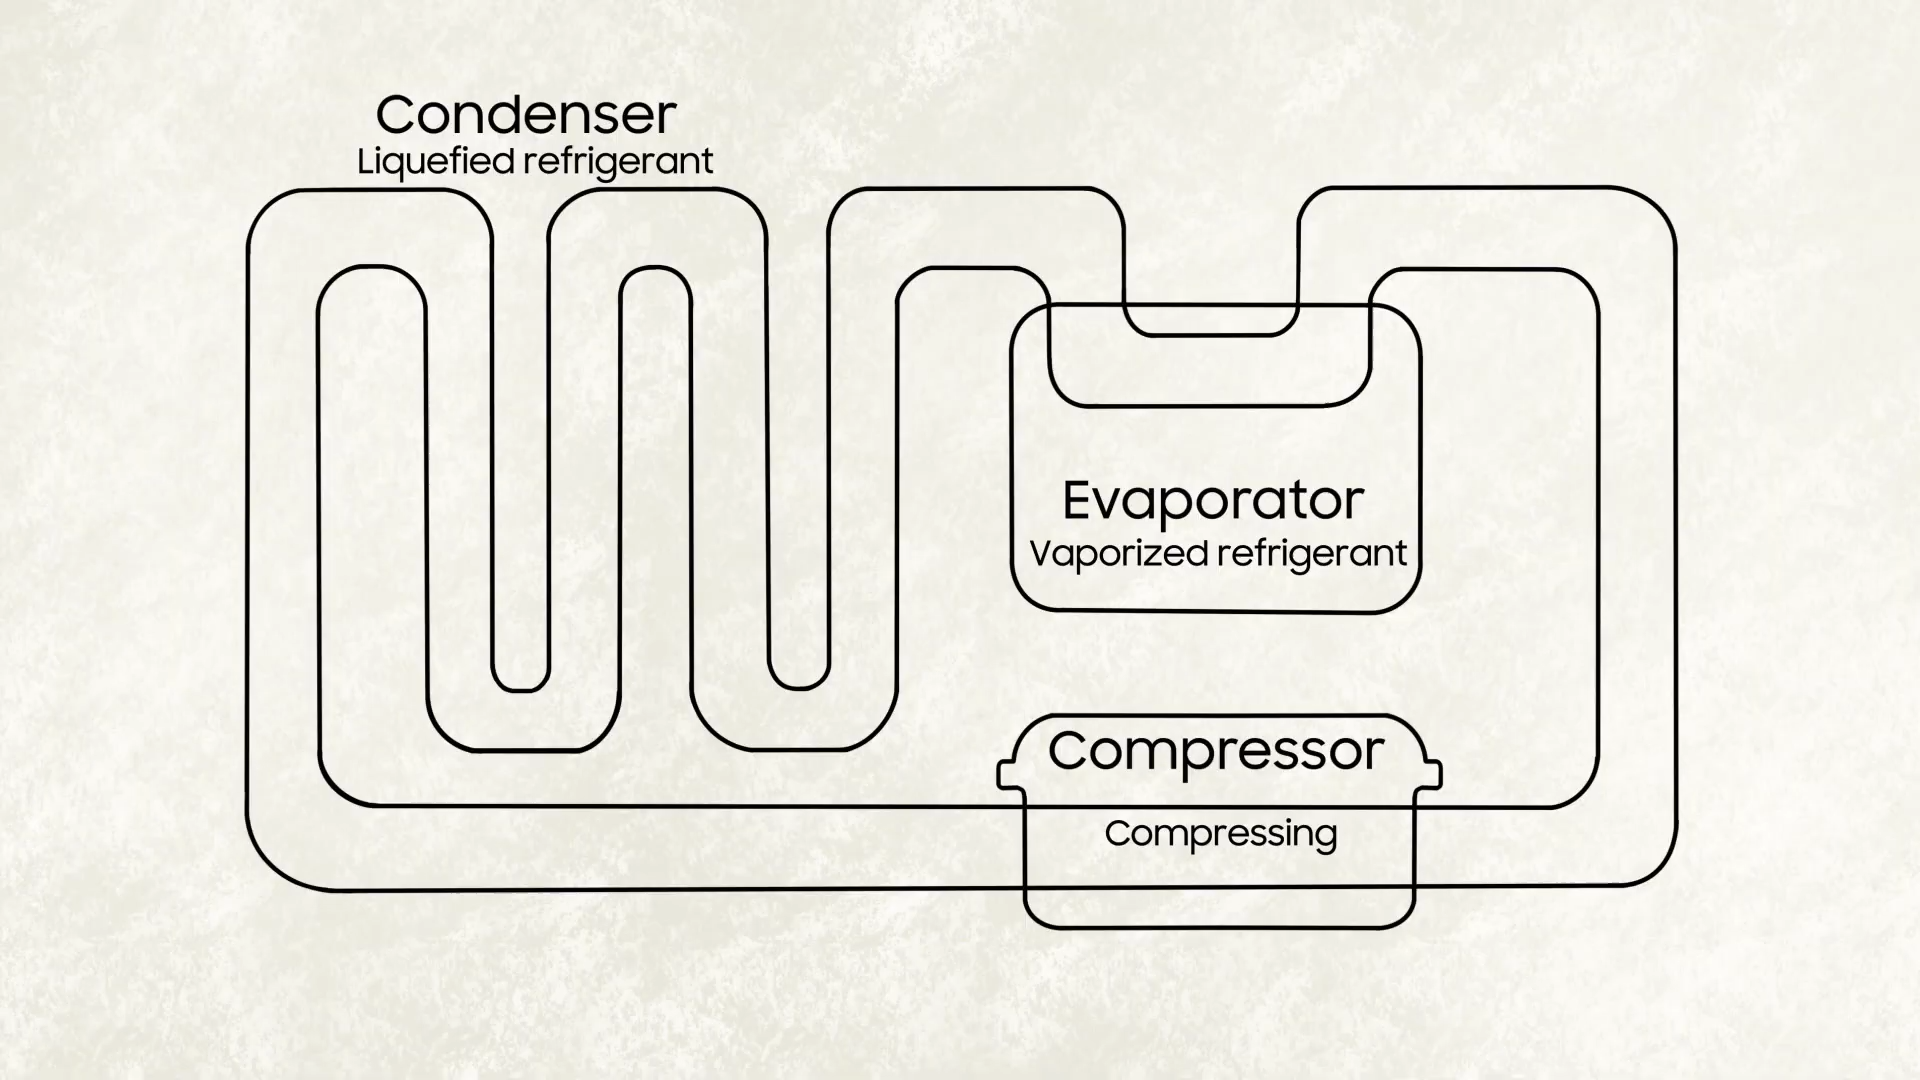 Condenser
Liquefied refrigerant
Evaporator
Vaporized refrigerant
Compressor
Compressing